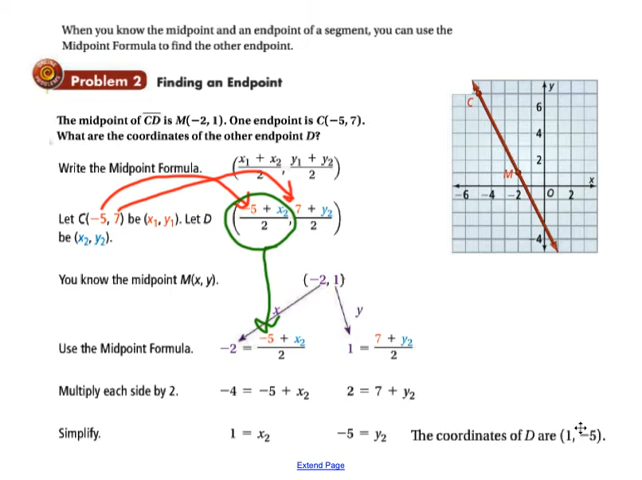 When you know the midpoint and an endpoint of a segment, you can use the
Midpoint Formula to find the other endpoint.
Problem 2 Finding an Endpoint
The midpoint of C̅D̅ is M(−2, 1). One endpoint is C(−5, 7).
What are the coordinates of the other endpoint D?
Write the Midpoint Formula. ((x₁ + x₂)/2, (y₁ + y₂)/2)
Let C(−5, 7) be (x₁, y₁). Let D ((−5 + x₂)/2, (7 + y₂)/2)
be (x₂, y₂).
You know the midpoint M(x, y). (−2, 1)
x y
Use the Midpoint Formula. −2 = (−5 + x₂)/2 1 = (7 + y₂)/2
Multiply each side by 2. −4 = −5 + x₂ 2 = 7 + y₂
Simplify. 1 = x₂ −5 = y₂ The coordinates of D are (1, −5).
C
y
6
4
2
M
x
−6 −4 −2 O 2
−4
Extend Page